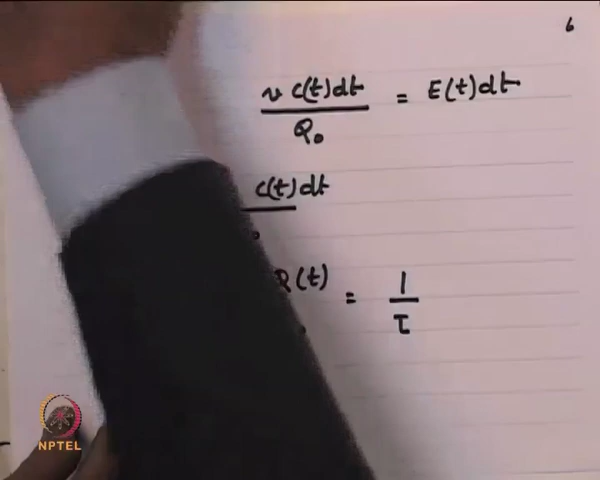 6
v c(t)dt / Q₀ = E(t)dt
c(t)dt
(t) = 1/τ
NPTEL